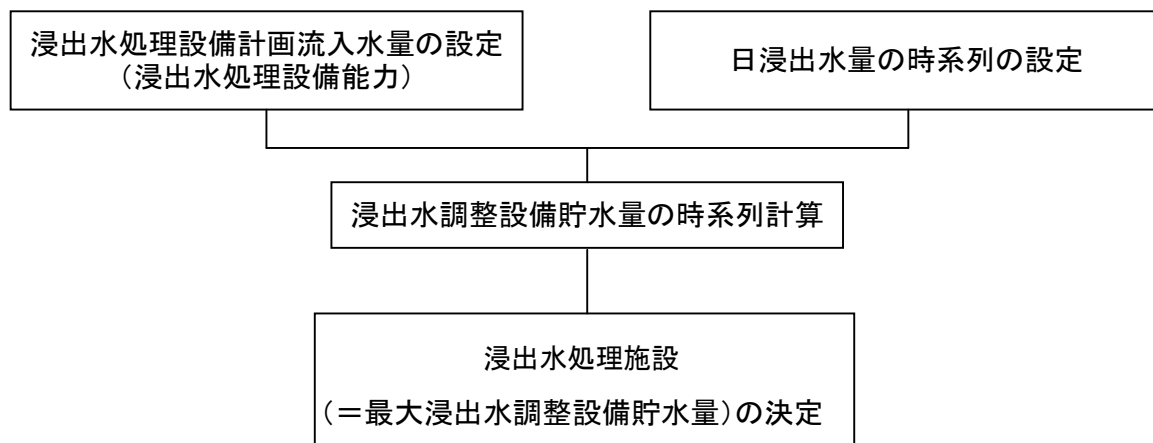 浸出水処理設備計画流入水量の設定
（浸出水処理設備能力）
日浸出水量の時系列の設定
浸出水調整設備貯水量の時系列計算
浸出水処理施設
（＝最大浸出水調整設備貯水量）の決定